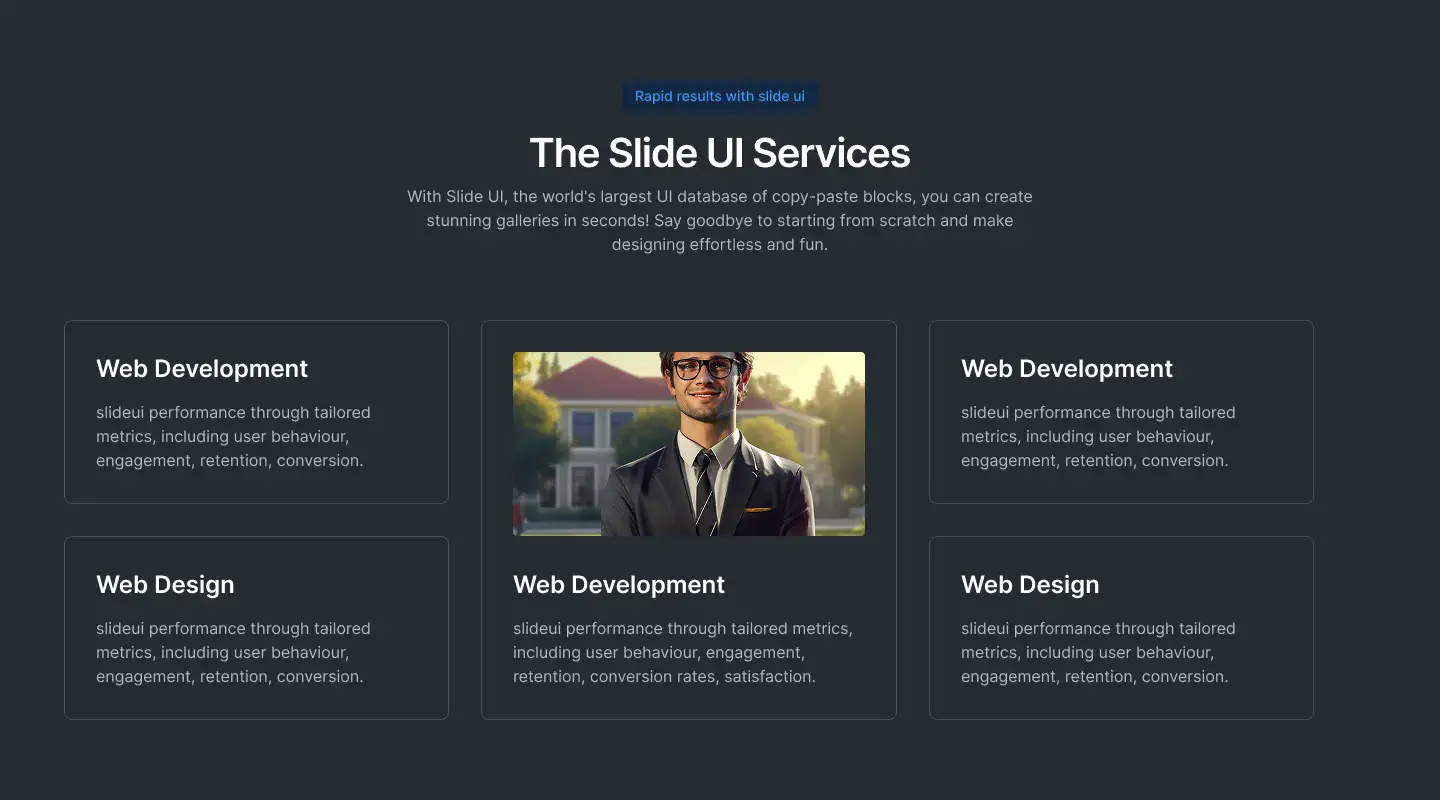 Rapid results with slide ui
The Slide UI Services
With Slide UI, the world's largest UI database of copy-paste blocks, you can create
stunning galleries in seconds! Say goodbye to starting from scratch and make
designing effortless and fun.
Web Development
slideui performance through tailored
metrics, including user behaviour,
engagement, retention, conversion.
Web Design
slideui performance through tailored
metrics, including user behaviour,
engagement, retention, conversion.
Web Development
slideui performance through tailored metrics,
including user behaviour, engagement,
retention, conversion rates, satisfaction.
Web Development
slideui performance through tailored
metrics, including user behaviour,
engagement, retention, conversion.
Web Design
slideui performance through tailored
metrics, including user behaviour,
engagement, retention, conversion.